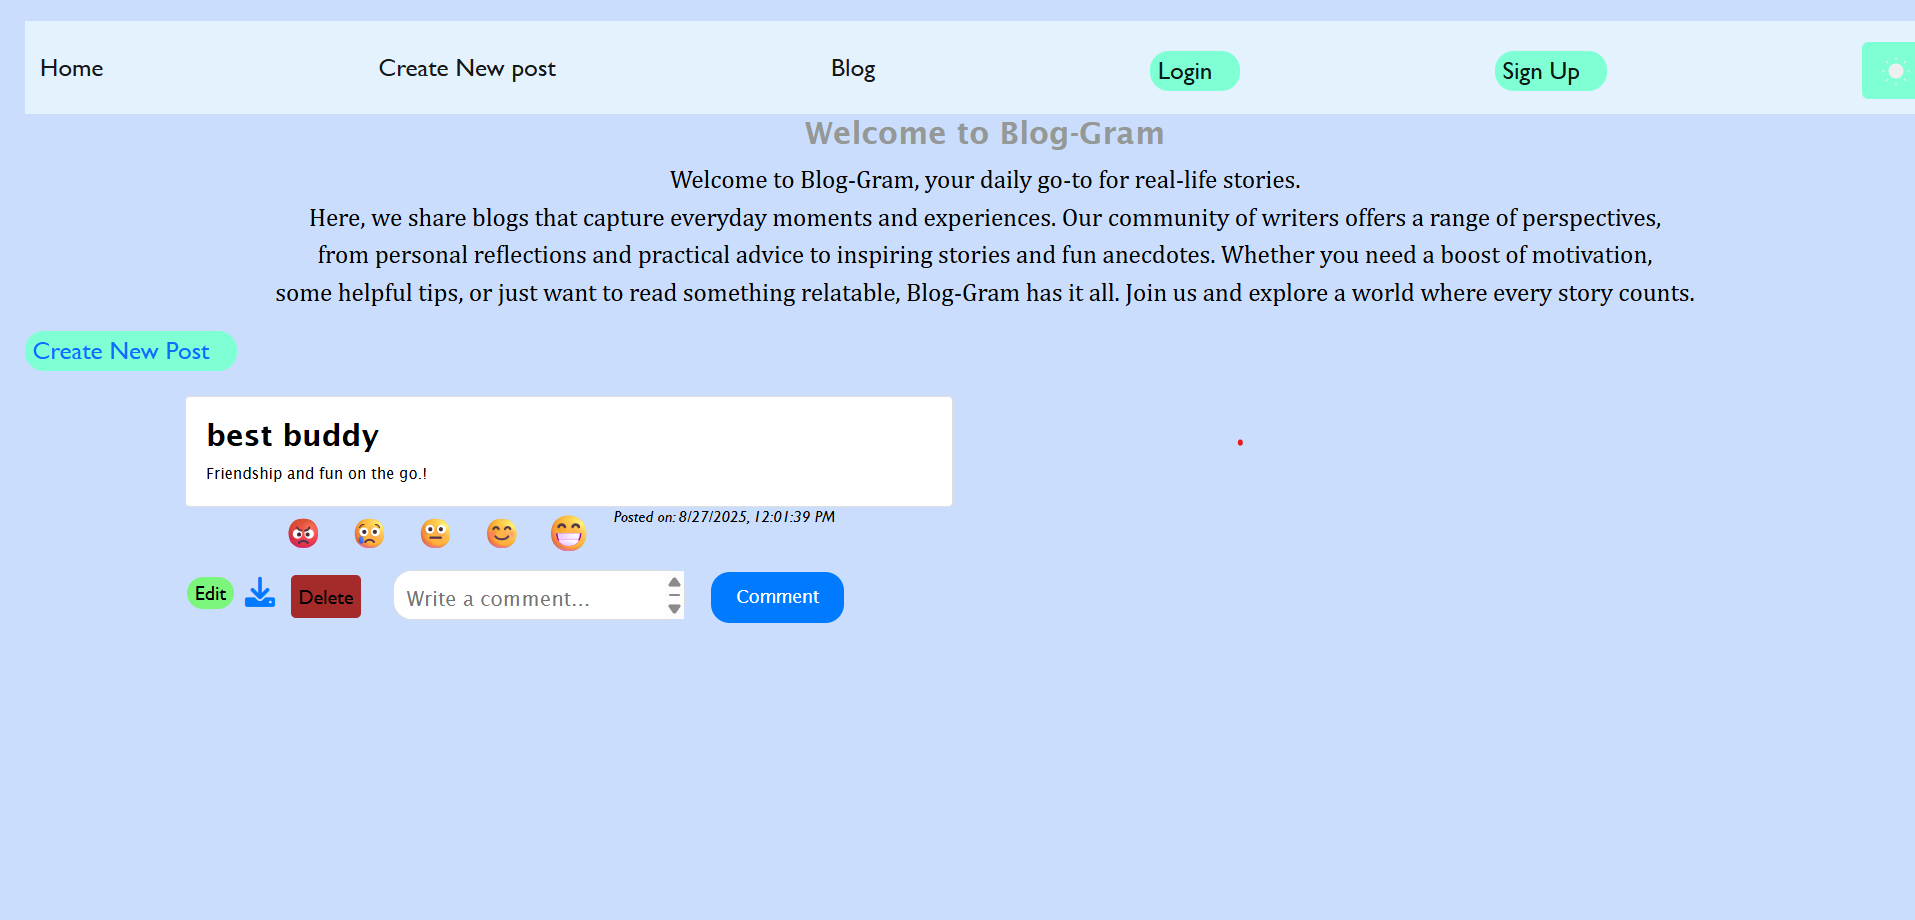 Home Create New post Blog Login Sign Up
Welcome to Blog-Gram
Welcome to Blog-Gram, your daily go-to for real-life stories.
Here, we share blogs that capture everyday moments and experiences. Our community of writers offers a range of perspectives,
from personal reflections and practical advice to inspiring stories and fun anecdotes. Whether you need a boost of motivation,
some helpful tips, or just want to read something relatable, Blog-Gram has it all. Join us and explore a world where every story counts.
Create New Post
best buddy
Friendship and fun on the go.!
Posted on: 8/27/2025, 12:01:39 PM
Edit Delete Write a comment... Comment